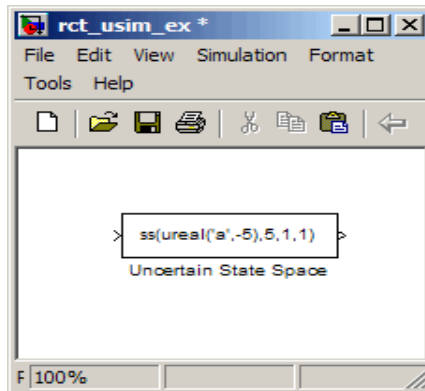 rct_usim_ex *
File Edit View Simulation Format
Tools Help
ss(ureal('a',-5),5,1,1)
Uncertain State Space
F 100%